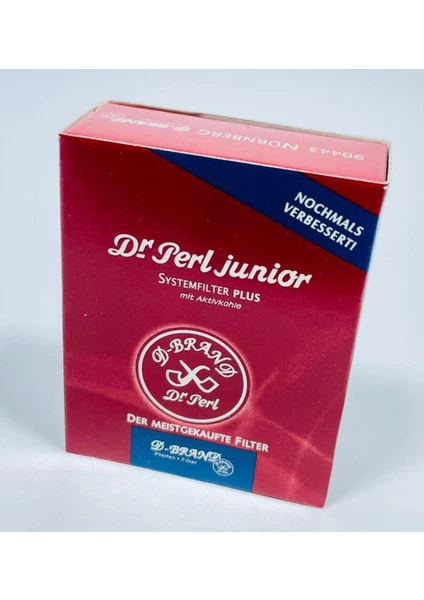 90443 NÜRNBERG D-BRAND
NOCHMALS
VERBESSERT!
Dr Perl junior
SYSTEMFILTER PLUS
mit Aktivkohle
D-BRAND
Dr Perl
DER MEISTGEKAUFTE FILTER
D-BRAND
Pfeifen • Filter